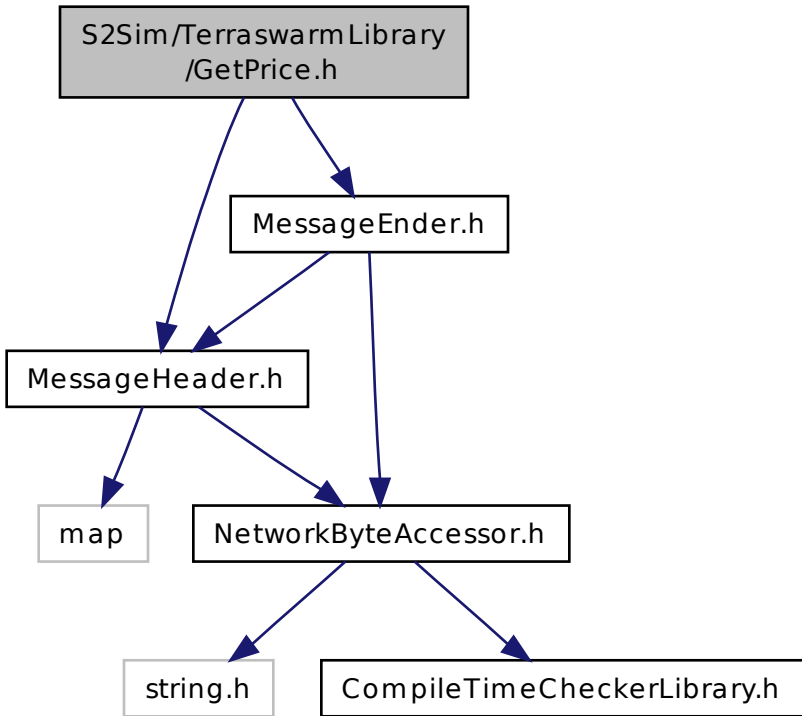 S2Sim/TerraswarmLibrary
/GetPrice.h
MessageEnder.h
MessageHeader.h
map
NetworkByteAccessor.h
string.h
CompileTimeCheckerLibrary.h